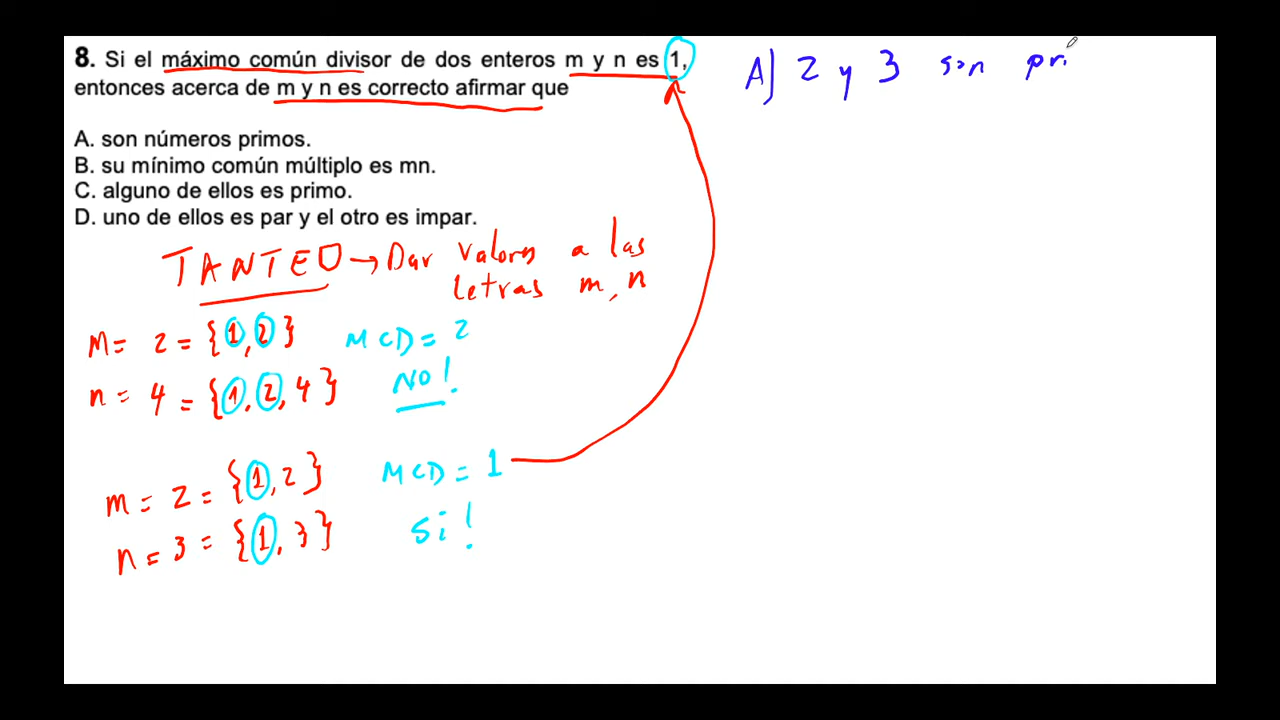 8. Si el máximo común divisor de dos enteros m y n es 1,
entonces acerca de m y n es correcto afirmar que
A. son números primos.
B. su mínimo común múltiplo es mn.
C. alguno de ellos es primo.
D. uno de ellos es par y el otro es impar.
TANTEO → Dar valores a las
letras m, n
m = 2 = {1, 2} MCD = 2
n = 4 = {1, 2, 4} NO!
m = 2 = {1, 2} MCD = 1
n = 3 = {1, 3} Si!
A) 2 y 3 son pri